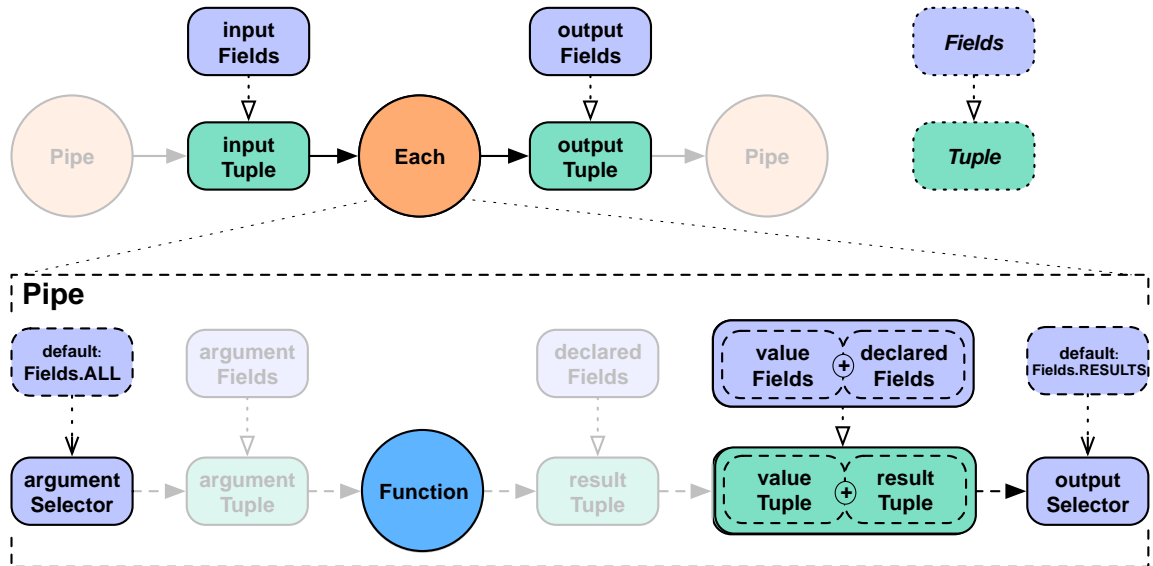 input
Fields
output
Fields
Fields
Pipe
input
Tuple
Each
output
Tuple
Pipe
Tuple
Pipe
default:
Fields.ALL
argument
Fields
declared
Fields
value
Fields
+
declared
Fields
default:
Fields.RESULTS
argument
Selector
argument
Tuple
Function
result
Tuple
value
Tuple
+
result
Tuple
output
Selector